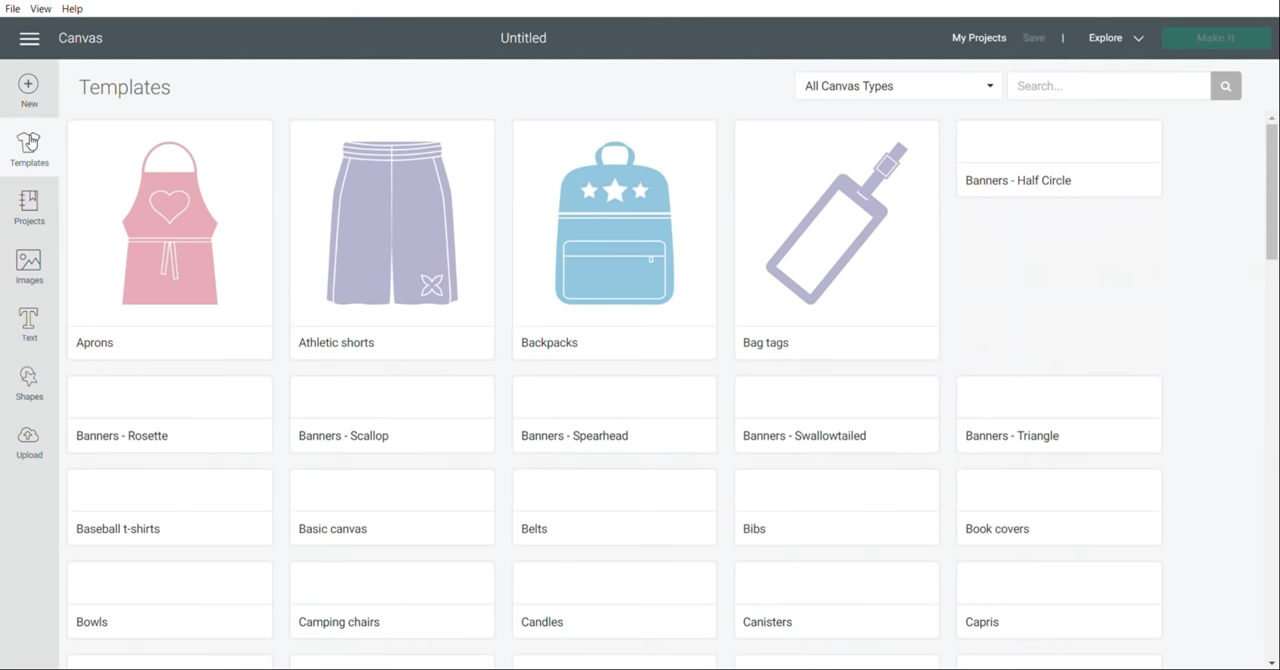 File View Help
Canvas
Untitled
My Projects Save | Explore Make It
New
Templates
Projects
Images
Text
Shapes
Upload
Templates
All Canvas Types
Search...
Aprons
Athletic shorts
Backpacks
Bag tags
Banners - Half Circle
Banners - Rosette
Banners - Scallop
Banners - Spearhead
Banners - Swallowtailed
Banners - Triangle
Baseball t-shirts
Basic canvas
Belts
Bibs
Book covers
Bowls
Camping chairs
Candles
Canisters
Capris